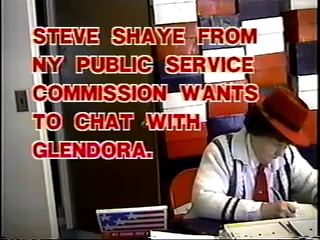 STEVE SHAYE FROM
NY PUBLIC SERVICE
COMMISSION WANTS
TO CHAT WITH
GLENDORA.